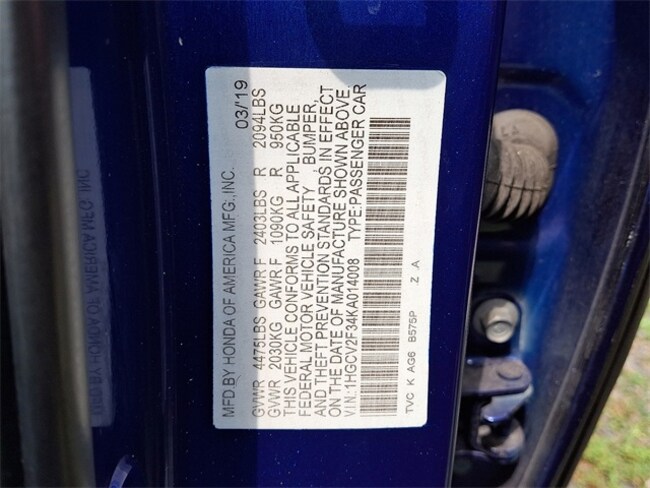 MFD.BY HONDA OF AMERICA MFG.,INC. 03/'19
GVWR 4475LBS GAWR F 2403LBS R 2094LBS
GVWR 2030KG GAWR F 1090KG R 950KG
THIS VEHICLE CONFORMS TO ALL APPLICABLE
FEDERAL MOTOR VEHICLE SAFETY, BUMPER,
AND THEFT PREVENTION STANDARDS IN EFFECT
ON THE DATE OF MANUFACTURE SHOWN ABOVE.
V.I.N.:1HGCV2F34KA014008 TYPE:PASSENGER CAR
TVC K AG6 B575P Z A